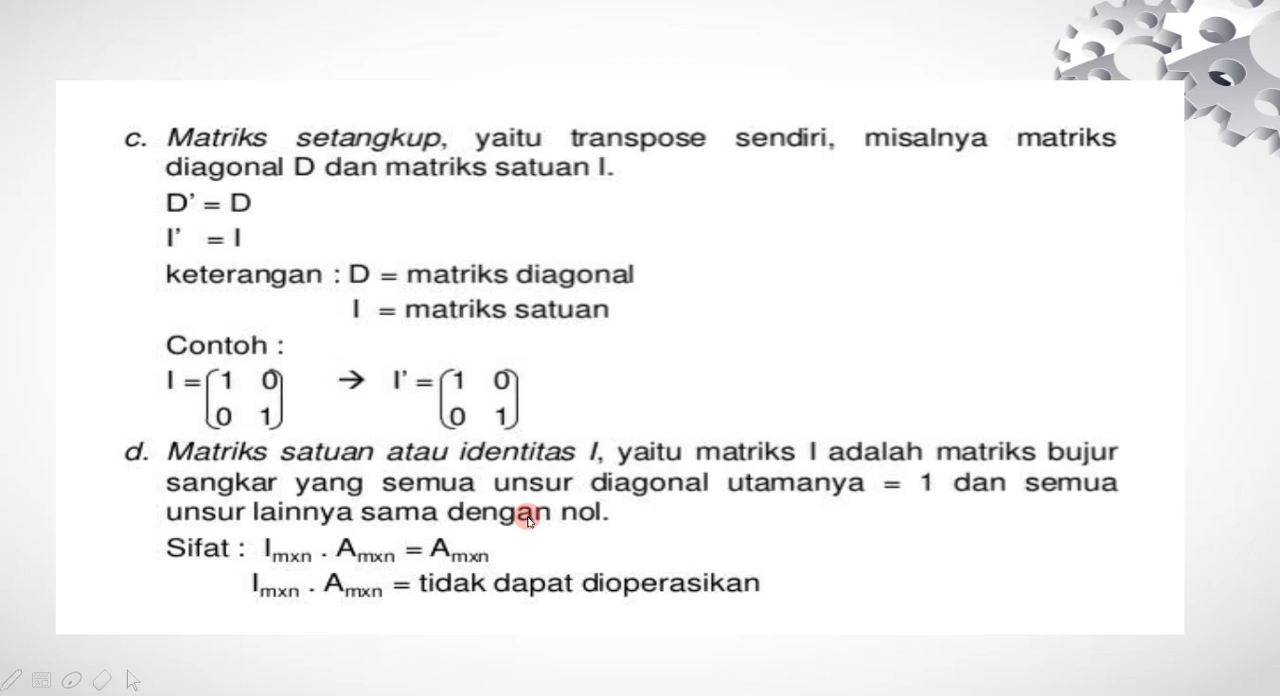 c. Matriks setangkup, yaitu transpose sendiri, misalnya matriks
diagonal D dan matriks satuan I.
D’ = D
I’ = I
keterangan : D = matriks diagonal
I = matriks satuan
Contoh :
I = (1 0 → I’ = (1 0
0 1) 0 1)
d. Matriks satuan atau identitas I, yaitu matriks I adalah matriks bujur
sangkar yang semua unsur diagonal utamanya = 1 dan semua
unsur lainnya sama dengan nol.
Sifat : Imxn . Amxn = Amxn
Imxn . Amxn = tidak dapat dioperasikan